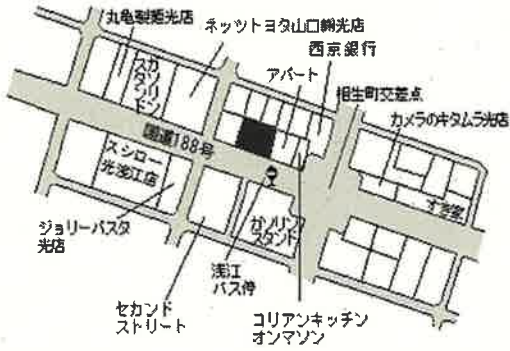 丸亀製麺光店
ネッツトヨタ山口㈱光店
西京銀行
アパート
ガソリン
スタンド
相生町交差点
カメラのキタムラ光店
国道188号
スシロー
光浅江店
すき家
ジョリーパスタ
光店
ガソリン
スタンド
浅江
バス停
セカンド
ストリート
コリアンキッチン
オンマソン